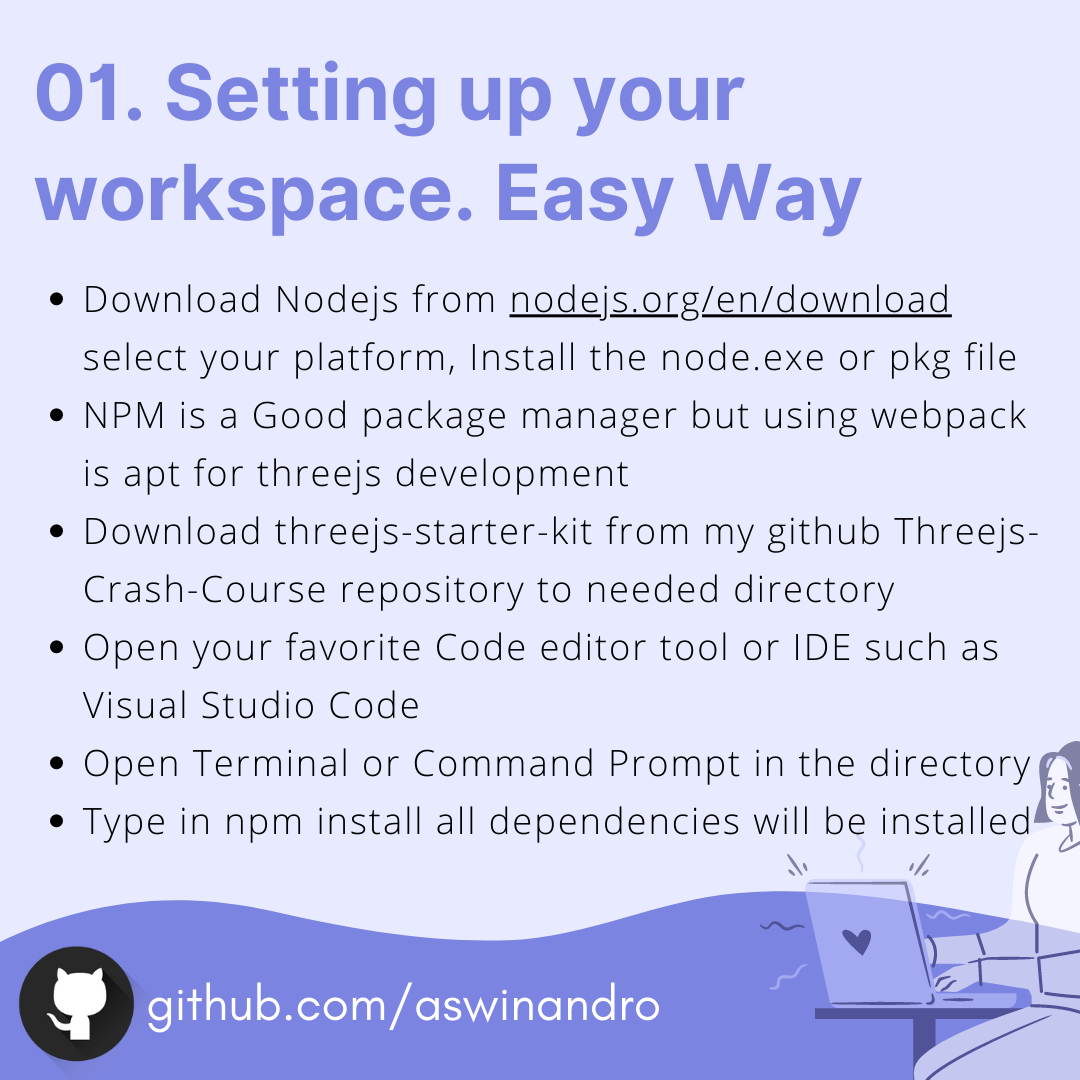 01. Setting up your
workspace. Easy Way
• Download Nodejs from nodejs.org/en/download
select your platform, Install the node.exe or pkg file
• NPM is a Good package manager but using webpack
is apt for threejs development
• Download threejs-starter-kit from my github Threejs-
Crash-Course repository to needed directory
• Open your favorite Code editor tool or IDE such as
Visual Studio Code
• Open Terminal or Command Prompt in the directory
• Type in npm install all dependencies will be installed
github.com/aswinandro